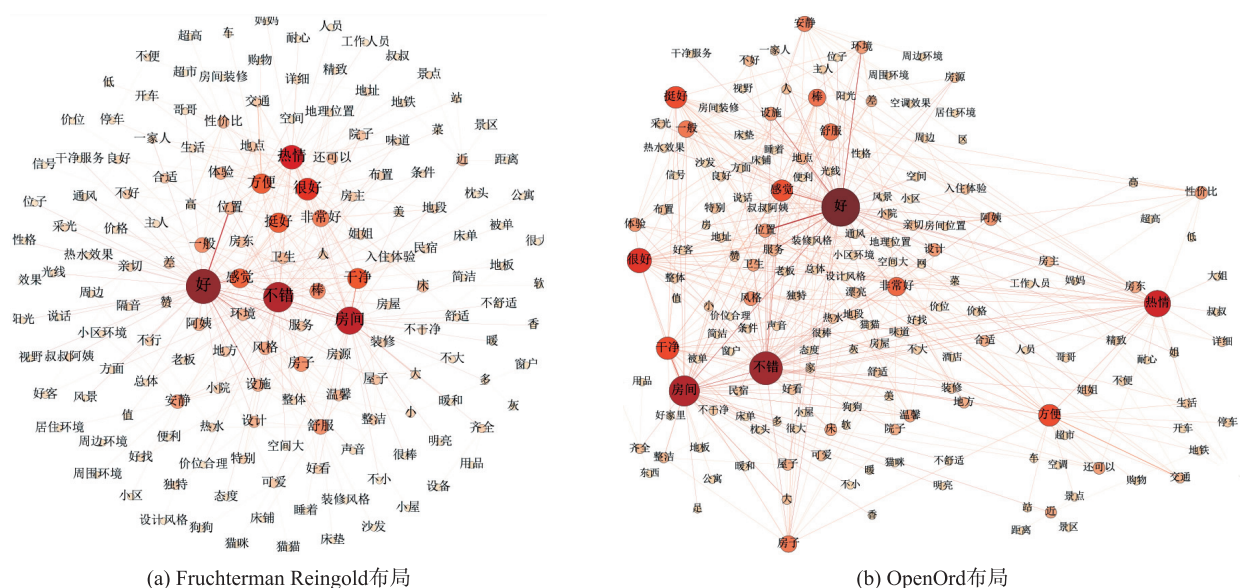 妈妈
超高 车 人员
不便 购物 耐心 工作人员
低 超市 房间装修 详细 精致 叔叔
开车 哥哥 交通 空间 地址 景点
价位 停车 性价比 地理位置 地铁 站
一家人 生活 地点 院子 味道 菜 景区
信号 干净服务 良好 合适 体验 方便 热情 还可以 布置 条件 近 距离
位子 通风 不好 高 位置 很好 房主 美 地段 枕头 公寓
采光 价格 主人 挺好 非常好 姐姐 民宿 床单 被单
性格 热水效果 亲切 差 一般 房东 卫生 人 入住体验 简洁 地板
效果 光线 周边 好 感觉 不错 棒 干净 床 不舒适 软
阳光 说话 隔音 赞 阿姨 环境 服务 房间 房屋 舒适 香
小区环境 不行 地方 风格 房子 房源 装修 不干净 暖
视野 叔叔阿姨 方面 老板 设施 屋子 大 不大 窗户
好客 风景 总体 小院 整体 温馨 多
居住环境 值 安静 热水 设计 舒服 整洁 小 暖和 灰
周边环境 便利 空间大 声音 明亮 齐全
周围环境 好找 价位合理 特别 好看 很棒 用品
小区 独特 态度 可爱 不小 设备
设计风格 狗狗 床铺 睡着 装修风格 小屋
猫咪 猫猫 床垫 沙发
(a) Fruchterman Reingold布局
安静
干净服务 一家人 位子 环境 周边环境
不好 主人 周围环境 房源
挺好 视野 人 棒 阳光 差 空调效果
房间装修 设施 居住环境
采光 一般 床垫 舒服 周边 区
热水效果 沙发 方面 睡着 性格
信号 良好 床铺 地点 便利 光线 空间
感觉 入住体验 高 性价比
布置 特别 说话 好 风景 小区
体验 房 叔叔阿姨 小院 亲切 房间位置 阿姨 超高
地址 位置 装修风格 通风 地理位置 低
很好 好客 赞 服务 小区环境 设计 房主
整体 卫生 老板 总体 空间大 网 菜 妈妈 大姐
值 风格 独特 设计风格 漂亮 非常好 工作人员 房东 热情
小 价位合理 热水 地段 价位 价格 叔叔
简洁 条件 声音 很棒 猫猫 味道 好找 合适 精致 详细
干净 被单 窗户 态度 灰 房屋 不大 酒店 人员 哥哥 耐心 姐
用品 房间 不错 家 舒适 装修 姐姐 不便
民宿 好看 美 地方 生活
好家里 不干净 床单 多 小屋 狗狗 温馨 方便 停车
枕头 很大 床 软 院子 超市 开车
齐全 整洁 地板 可爱 地铁
东西 暖和 屋子 暖 猫咪 不舒适 车 空调 还可以 购物 交通
公寓 大 不小 明亮 景点
足 香 站 近
距离 景区
房子
(b) OpenOrd布局